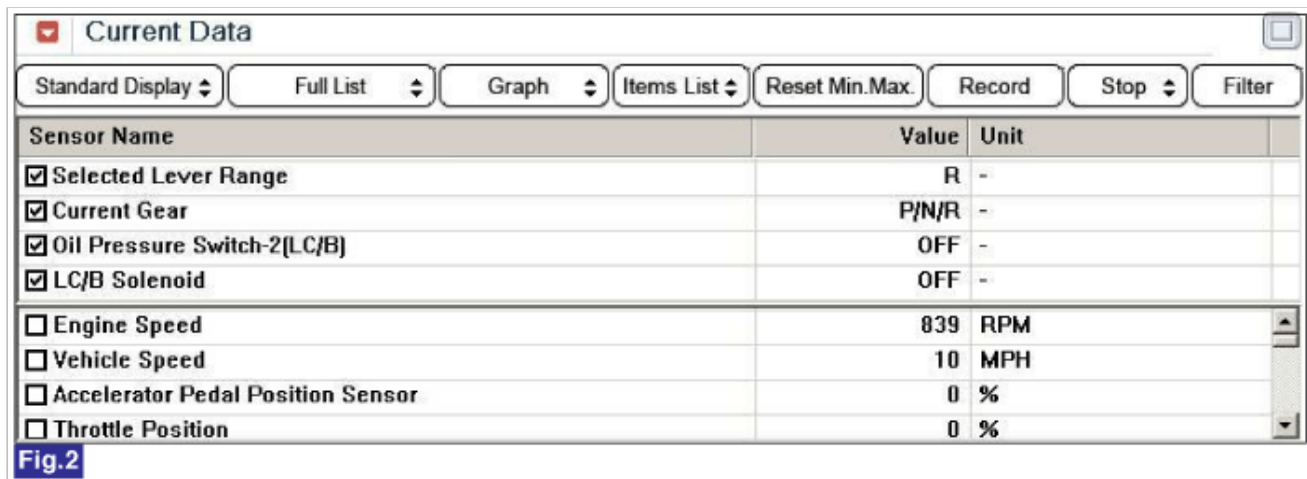 Current Data
Standard Display Full List Graph Items List Reset Min.Max. Record Stop Filter
Sensor Name Value Unit
Selected Lever Range R -
Current Gear P/N/R -
Oil Pressure Switch-2(LC/B) OFF -
LC/B Solenoid OFF -
Engine Speed 839 RPM
Vehicle Speed 10 MPH
Accelerator Pedal Position Sensor 0 %
Throttle Position 0 %
Fig.2